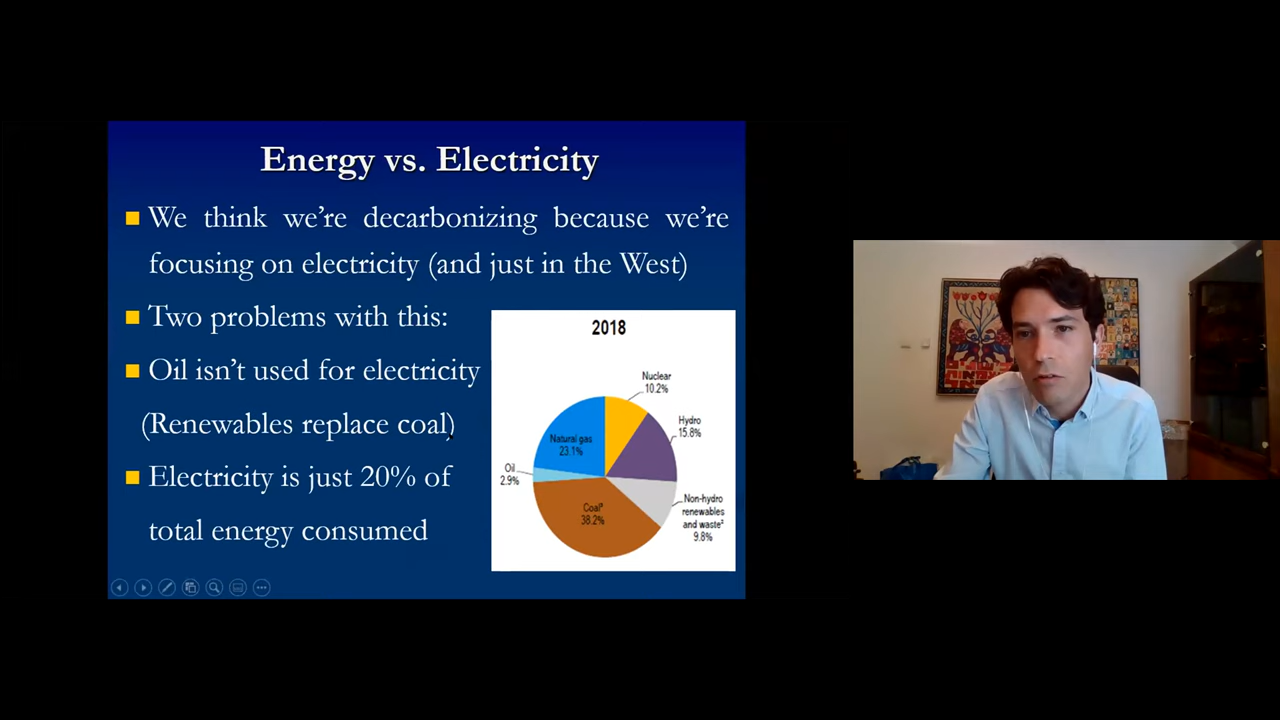 Energy vs. Electricity
We think we're decarbonizing because we're
focusing on electricity (and just in the West)
Two problems with this:
Oil isn't used for electricity
(Renewables replace coal)
Electricity is just 20% of
total energy consumed
2018
Nuclear
10.2%
Hydro
15.8%
Non-hydro
renewables
and waste²
9.8%
Coal³
38.2%
Oil
2.9%
Natural gas
23.1%